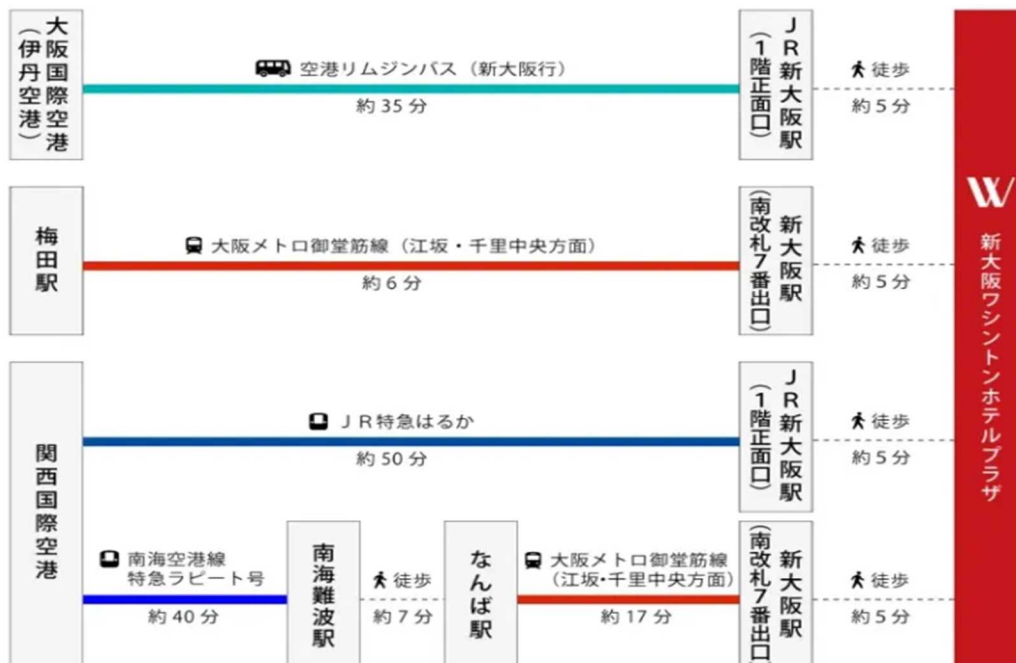 大阪国際空港
（伊丹空港）
空港リムジンバス（新大阪行）
約 35 分
JR新大阪駅
（1階正面口）
徒歩
約 5 分
梅田駅
大阪メトロ御堂筋線（江坂・千里中央方面）
約 6 分
新大阪駅
（南改札7番出口）
徒歩
約 5 分
関西国際空港
ＪＲ特急はるか
約 50 分
JR新大阪駅
（1階正面口）
徒歩
約 5 分
南海空港線
特急ラピート号
約 40 分
南海難波駅
徒歩
約 7 分
なんば駅
大阪メトロ御堂筋線
（江坂・千里中央方面）
約 17 分
新大阪駅
（南改札7番出口
徒歩
約 5 分
W
新大阪ワシントンホテルプラザ